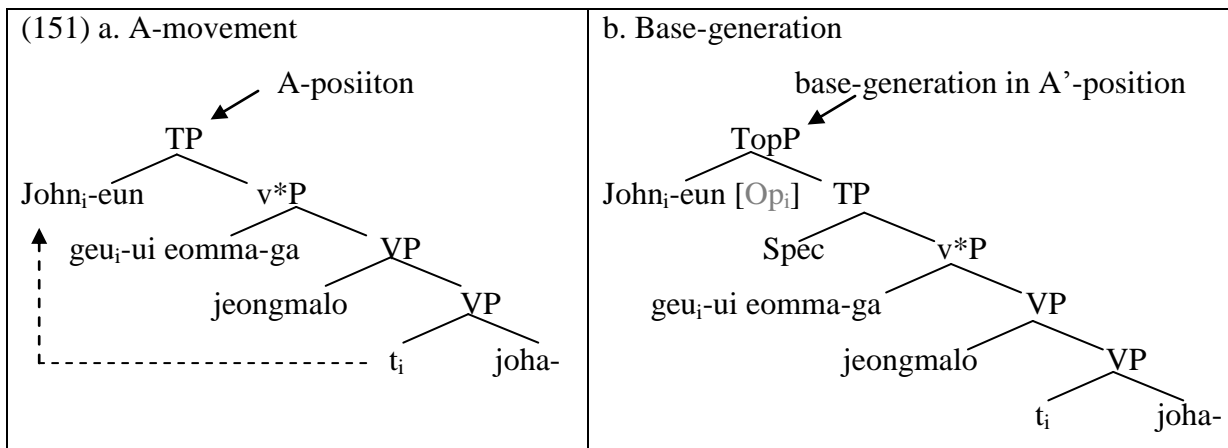 (151) a. A-movement
A-posiiton
TP
Johni-eun
v*P
geui-ui eomma-ga
VP
jeongmalo
VP
ti
joha-
b. Base-generation
base-generation in A'-position
TopP
Johni-eun [Opi]
TP
Spec
v*P
geui-ui eomma-ga
VP
jeongmalo
VP
ti
joha-